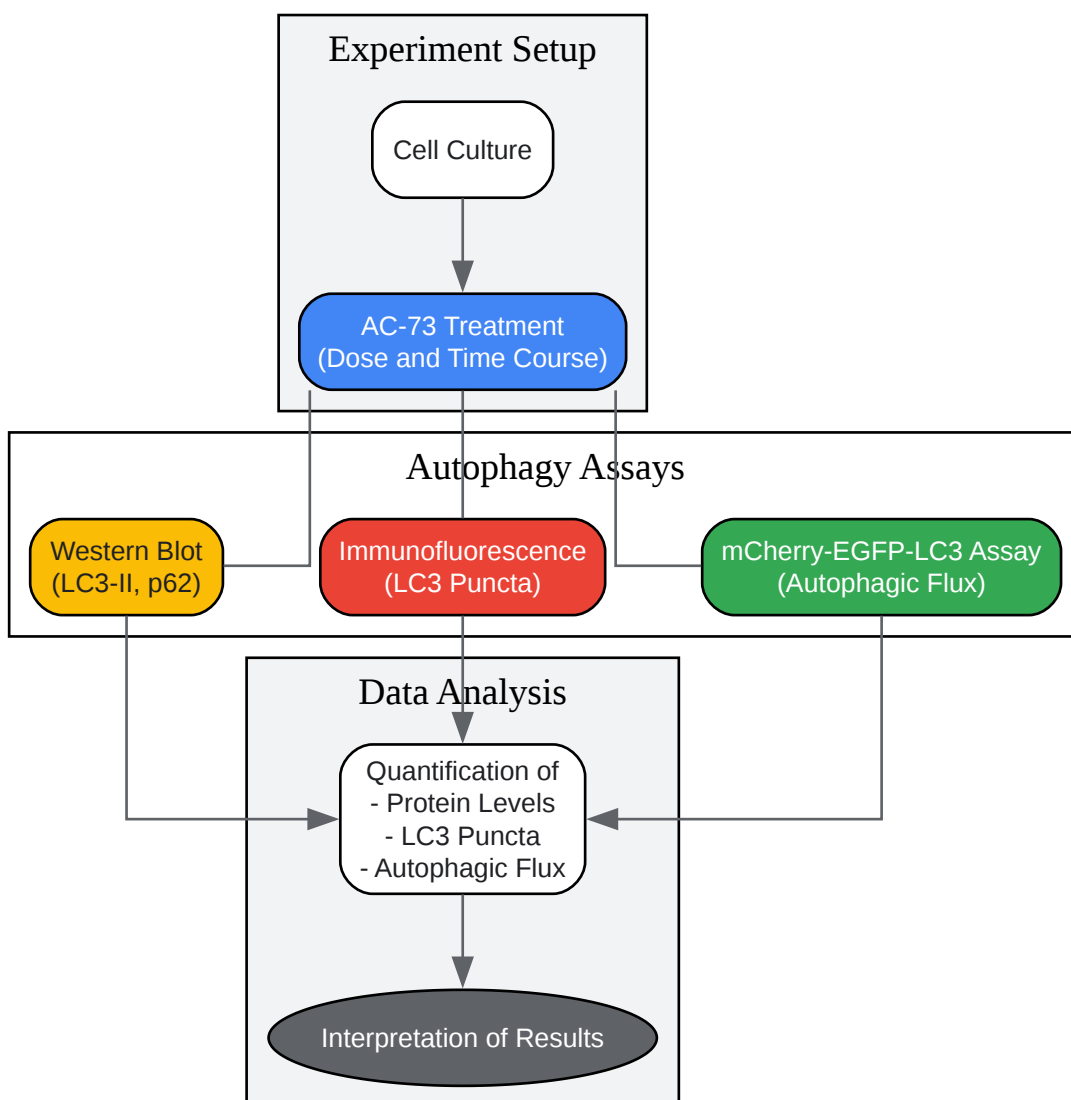 Experiment Setup
Cell Culture
AC-73 Treatment
(Dose and Time Course)
Autophagy Assays
Western Blot
(LC3-II, p62)
Immunofluorescence
(LC3 Puncta)
mCherry-EGFP-LC3 Assay
(Autophagic Flux)
Data Analysis
Quantification of
- Protein Levels
- LC3 Puncta
- Autophagic Flux
Interpretation of Results